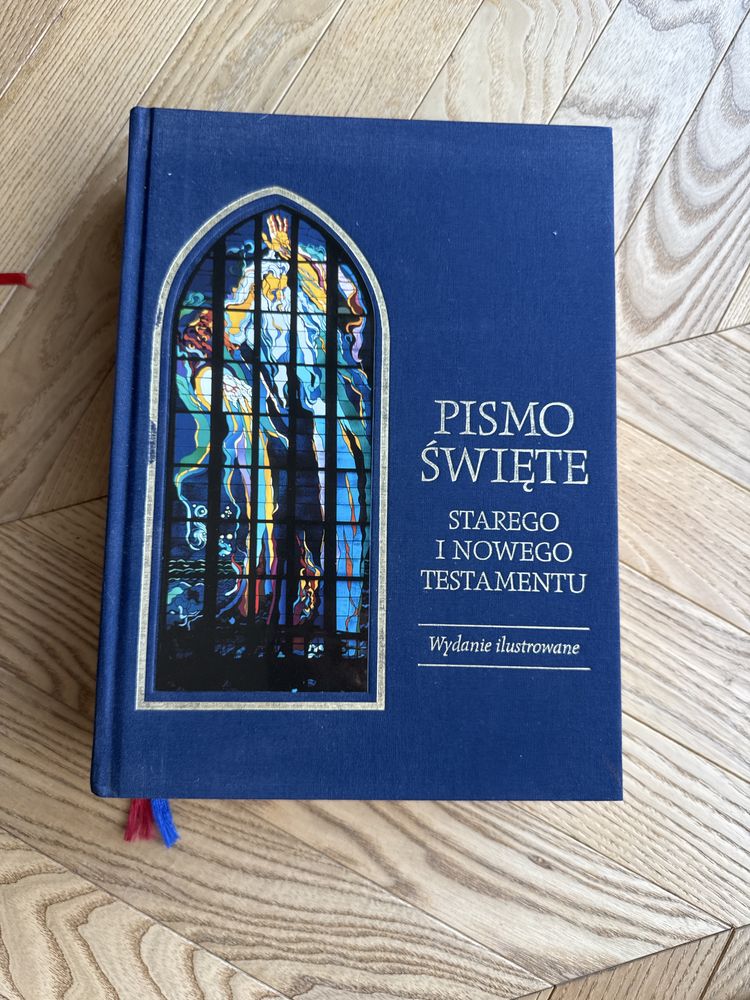 PISMO
ŚWIĘTE
STAREGO
I NOWEGO
TESTAMENTU
Wydanie ilustrowane